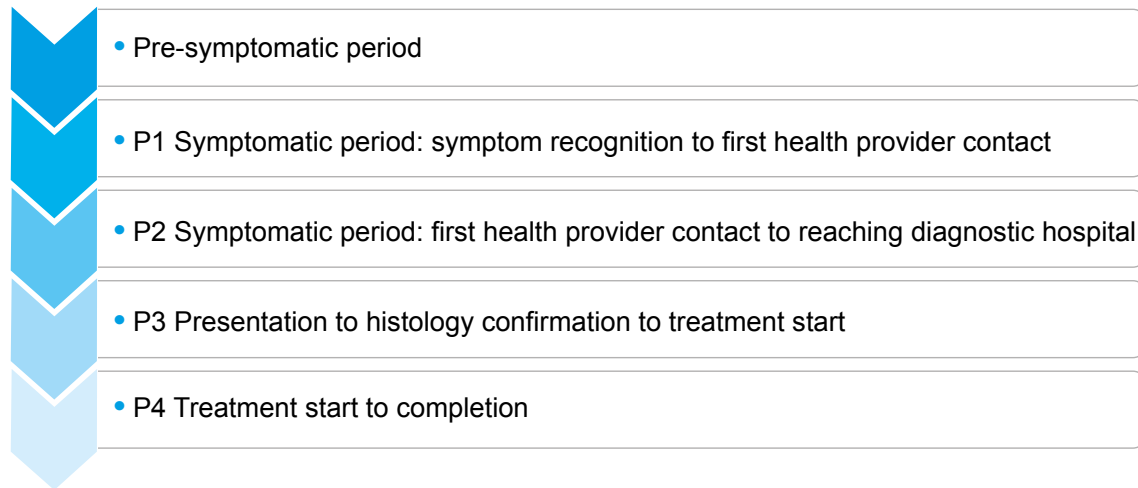 • Pre-symptomatic period
• P1 Symptomatic period: symptom recognition to first health provider contact
• P2 Symptomatic period: first health provider contact to reaching diagnostic hospital
• P3 Presentation to histology confirmation to treatment start
• P4 Treatment start to completion